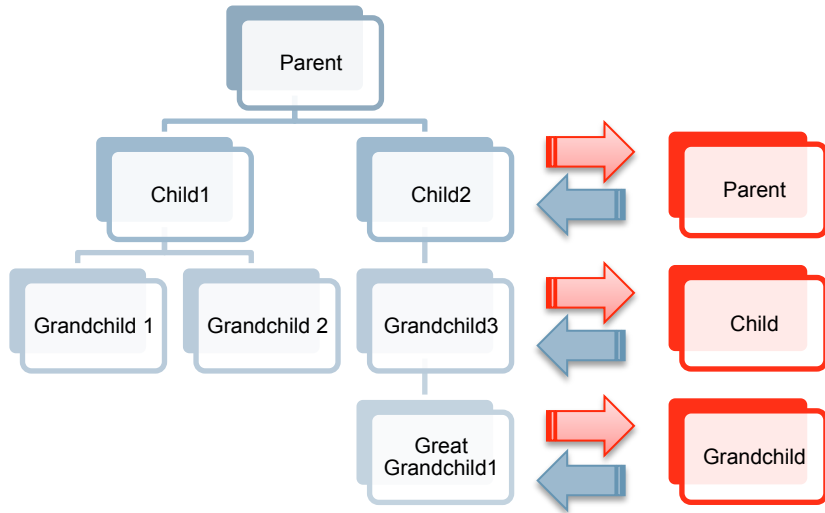 Parent
Child1
Child2
Parent
Grandchild 1
Grandchild 2
Grandchild3
Child
Great
Grandchild1
Grandchild